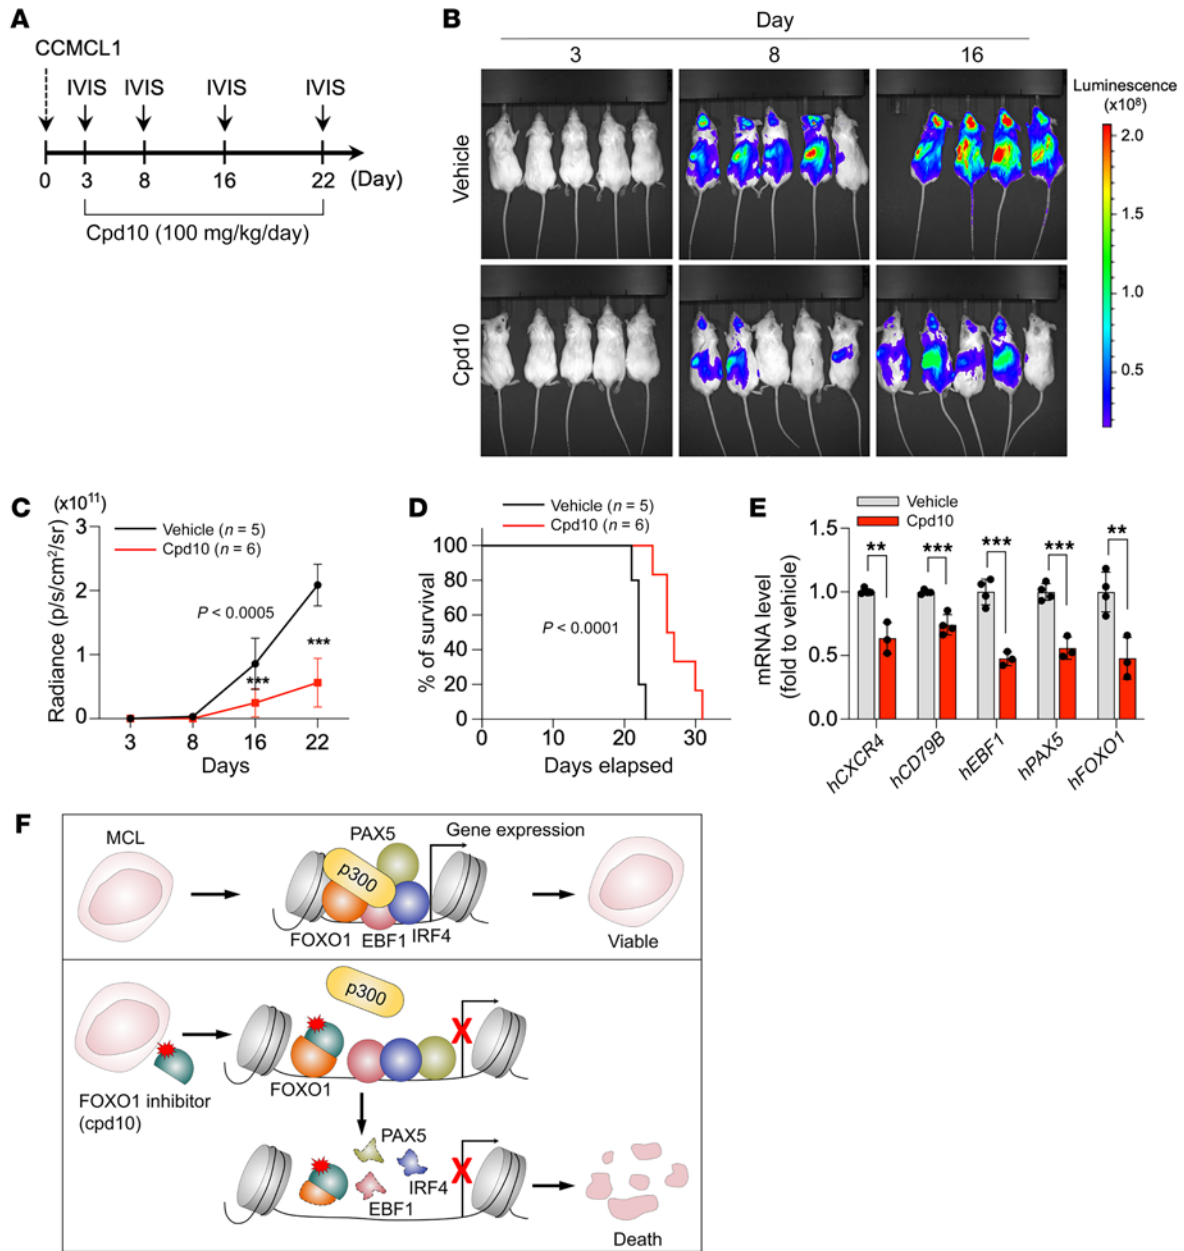 A
CCMCL1
IVIS IVIS IVIS IVIS
0 3 8 16 22 (Day)
Cpd10 (100 mg/kg/day)
B
Day
3 8 16
Vehicle
Cpd10
Luminescence
(x10⁸)
2.0
1.5
1.0
0.5
C
(x10¹¹)
Vehicle (n = 5)
Cpd10 (n = 6)
Radiance (p/s/cm²/sr)
3
2
1
0
P < 0.0005
***
***
3 8 16 22
Days
D
Vehicle (n = 5)
Cpd10 (n = 6)
% of survival
100
80
60
40
20
0
P < 0.0001
0 10 20 30
Days elapsed
E
Vehicle
Cpd10
mRNA level
(fold to vehicle)
1.5
1.0
0.5
0.0
** *** *** *** **
hCXCR4
hCD79B
hEBF1
hPAX5
hFOXO1
F
MCL
PAX5
Gene expression
p300
FOXO1 EBF1 IRF4
Viable
p300
X
FOXO1
FOXO1 inhibitor
(cpd10)
PAX5
X
IRF4
EBF1
Death